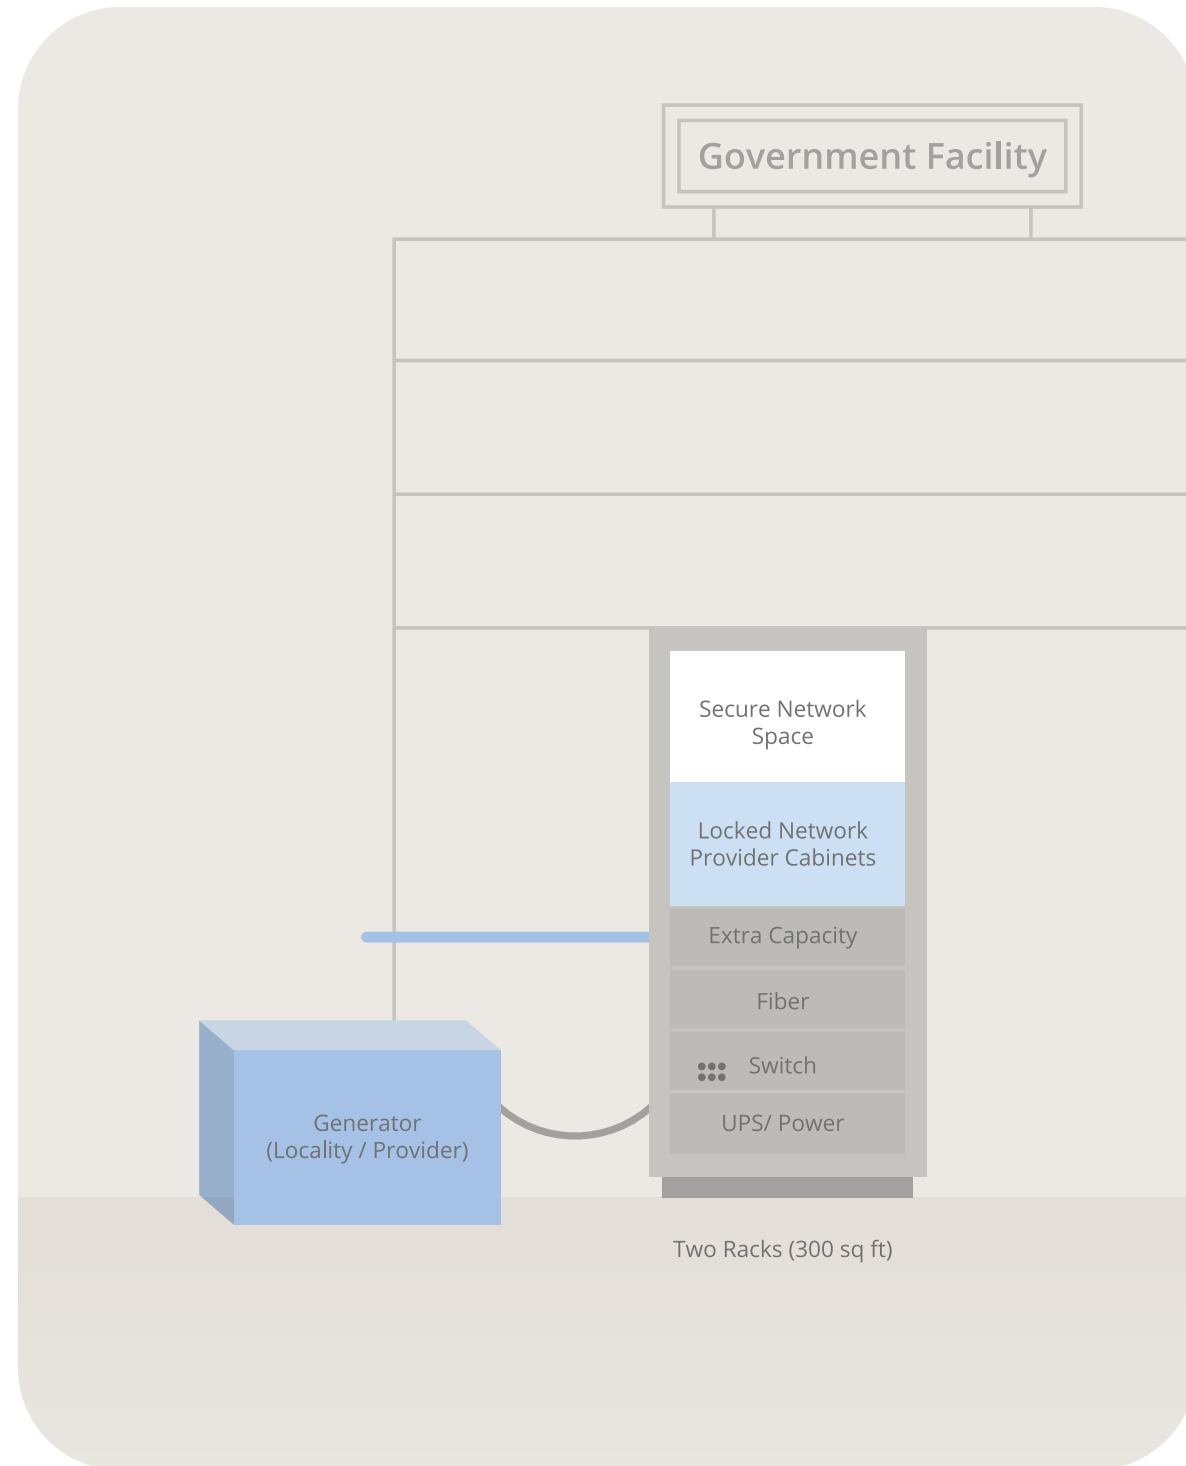 Government Facility
Secure Network
Space
Locked Network
Provider Cabinets
Extra Capacity
Fiber
Switch
UPS/ Power
Generator
(Locality / Provider)
Two Racks (300 sq ft)